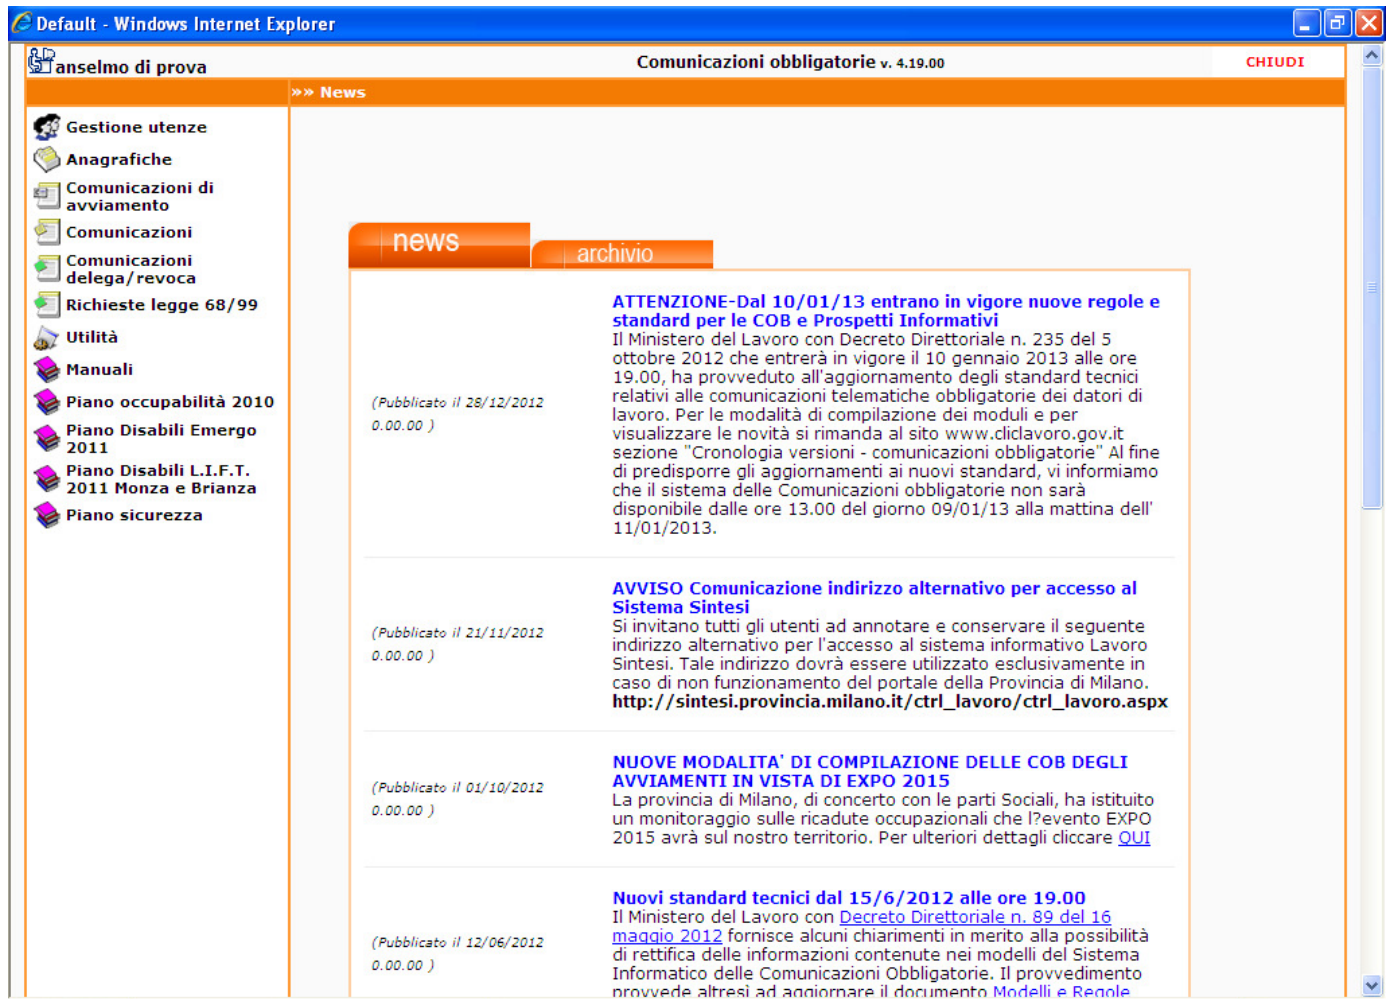 Default - Windows Internet Explorer
anselmo di prova
Comunicazioni obbligatorie v. 4.19.00
CHIUDI
»» News
Gestione utenze
Anagrafiche
Comunicazioni di
avviamento
Comunicazioni
Comunicazioni
delega/revoca
Richieste legge 68/99
Utilità
Manuali
Piano occupabilità 2010
Piano Disabili Emergo
2011
Piano Disabili L.I.F.T.
2011 Monza e Brianza
Piano sicurezza
news
archivio
(Pubblicato il 28/12/2012
0.00.00 )
ATTENZIONE-Dal 10/01/13 entrano in vigore nuove regole e
standard per le COB e Prospetti Informativi
Il Ministero del Lavoro con Decreto Direttoriale n. 235 del 5
ottobre 2012 che entrerà in vigore il 10 gennaio 2013 alle ore
19.00, ha provveduto all'aggiornamento degli standard tecnici
relativi alle comunicazioni telematiche obbligatorie dei datori di
lavoro. Per le modalità di compilazione dei moduli e per
visualizzare le novità si rimanda al sito www.cliclavoro.gov.it
sezione "Cronologia versioni - comunicazioni obbligatorie" Al fine
di predisporre gli aggiornamenti ai nuovi standard, vi informiamo
che il sistema delle Comunicazioni obbligatorie non sarà
disponibile dalle ore 13.00 del giorno 09/01/13 alla mattina dell'
11/01/2013.
(Pubblicato il 21/11/2012
0.00.00 )
AVVISO Comunicazione indirizzo alternativo per accesso al
Sistema Sintesi
Si invitano tutti gli utenti ad annotare e conservare il seguente
indirizzo alternativo per l'accesso al sistema informativo Lavoro
Sintesi. Tale indirizzo dovrà essere utilizzato esclusivamente in
caso di non funzionamento del portale della Provincia di Milano.
http://sintesi.provincia.milano.it/ctrl_lavoro/ctrl_lavoro.aspx
(Pubblicato il 01/10/2012
0.00.00 )
NUOVE MODALITA' DI COMPILAZIONE DELLE COB DEGLI
AVVIAMENTI IN VISTA DI EXPO 2015
La provincia di Milano, di concerto con le parti Sociali, ha istituito
un monitoraggio sulle ricadute occupazionali che l?evento EXPO
2015 avrà sul nostro territorio. Per ulteriori dettagli cliccare QUI
(Pubblicato il 12/06/2012
0.00.00 )
Nuovi standard tecnici dal 15/6/2012 alle ore 19.00
Il Ministero del Lavoro con Decreto Direttoriale n. 89 del 16
maggio 2012 fornisce alcuni chiarimenti in merito alla possibilità
di rettifica delle informazioni contenute nei modelli del Sistema
Informatico delle Comunicazioni Obbligatorie. Il provvedimento
provvede altresì ad aggiornare il documento Modelli e Regole